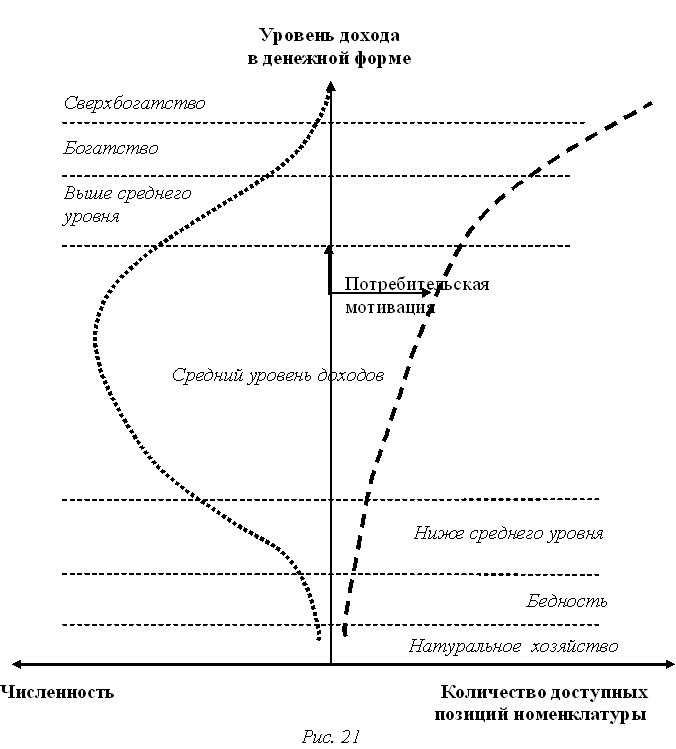 Уровень дохода
в денежной форме
Сверхбогатство
Богатство
Выше среднего
уровня
Потребительская
мотивация
Средний уровень доходов
Ниже среднего уровня
Бедность
Натуральное хозяйство
Численность
Количество доступных
позиций номенклатуры
Рис. 21